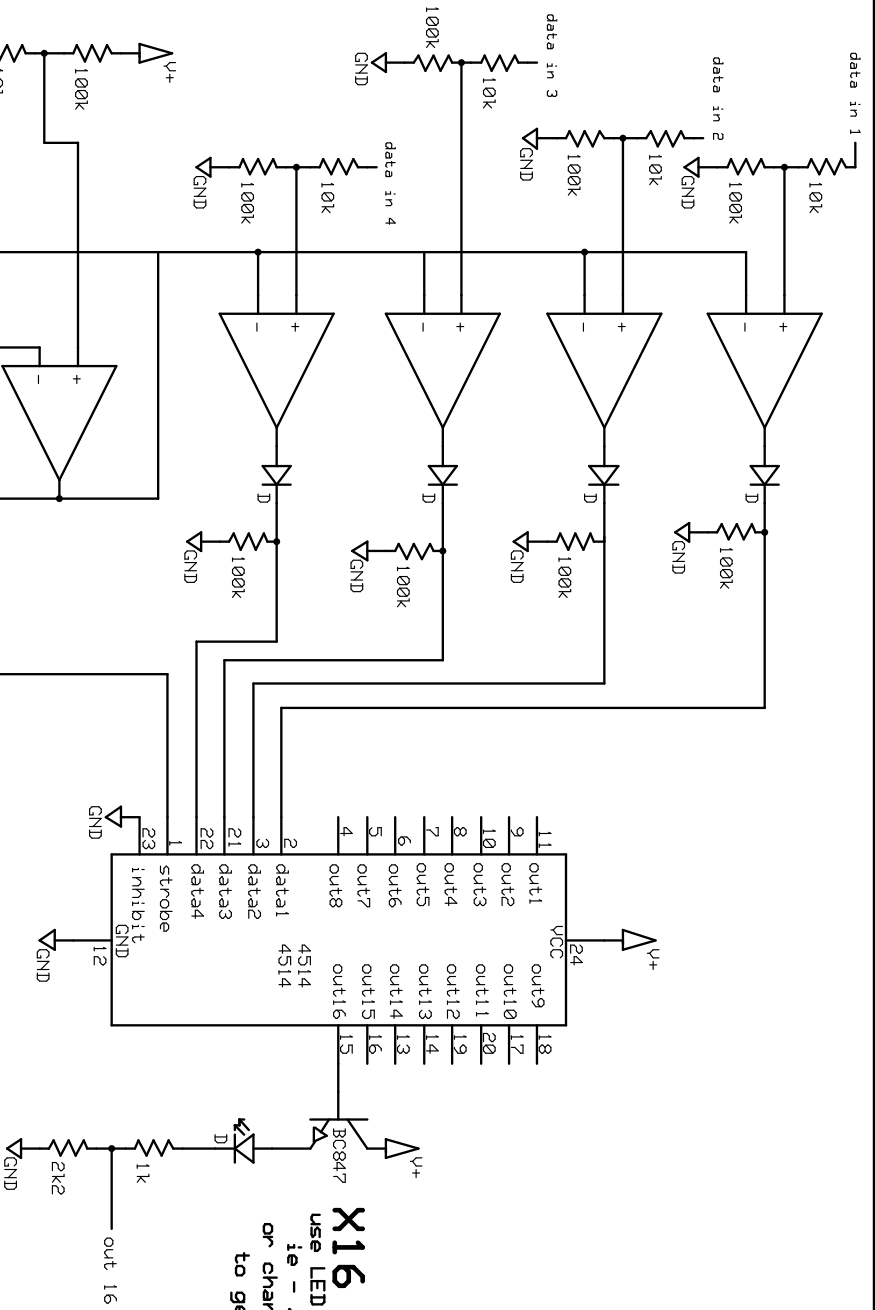 data in 1
10k
100k
GND
data in 2
10k
100k
GND
data in 3
10k
100k
GND
data in 4
10k
100k
GND
V+
100k
+
-
+
-
+
-
+
-
+
-
D
100k
GND
D
100k
GND
D
100k
GND
D
100k
GND
V+
24
VCC
11 out1
9 out2
10 out3
8 out4
7 out5
6 out6
5 out7
4 out8
2 data1
3 data2
21 data3
22 data4
1 strobe
23 inhibit
GND
out9 18
out10 17
out11 20
out12 19
out13 14
out14 13
out15 16
out16 15
4514
4514
GND
12
GND
V+
BC847
D
1k
2k2
GND
out 16
X16
use LED
ie -
or
to